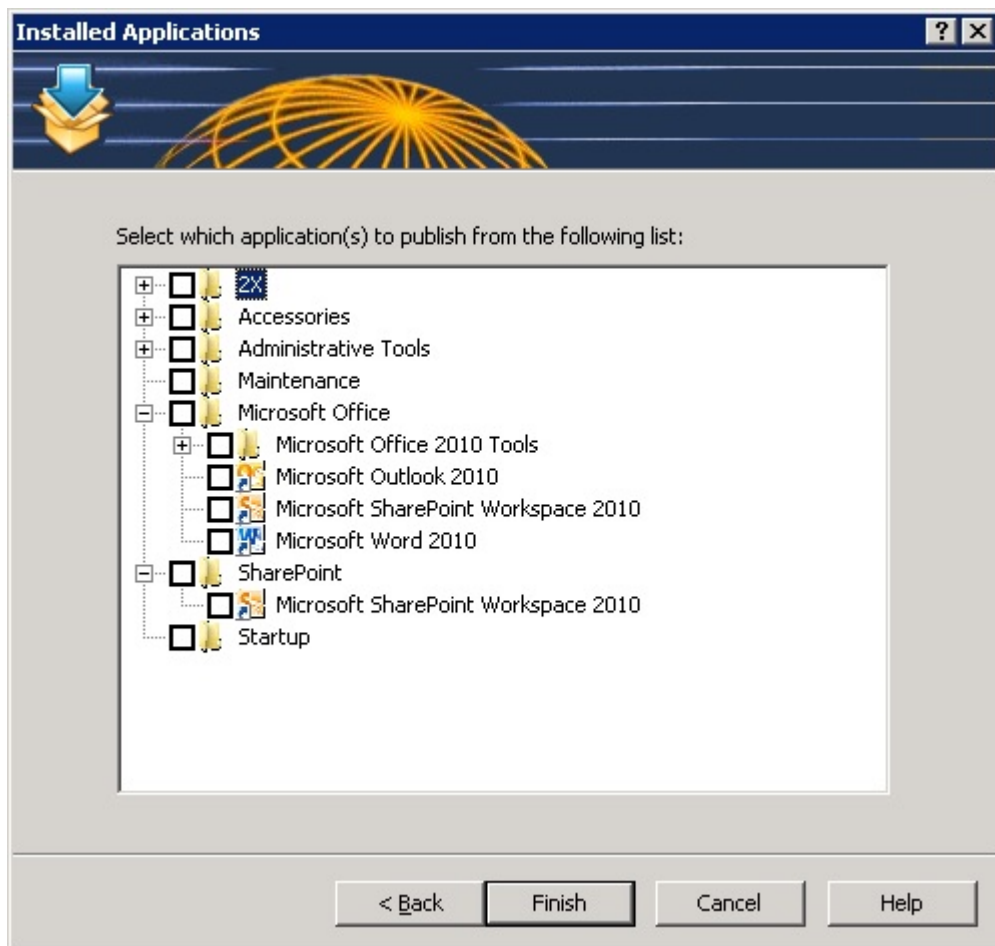 Installed Applications
Select which application(s) to publish from the following list:
2X
Accessories
Administrative Tools
Maintenance
Microsoft Office
Microsoft Office 2010 Tools
Microsoft Outlook 2010
Microsoft SharePoint Workspace 2010
Microsoft Word 2010
SharePoint
Microsoft SharePoint Workspace 2010
Startup
< Back Finish Cancel Help